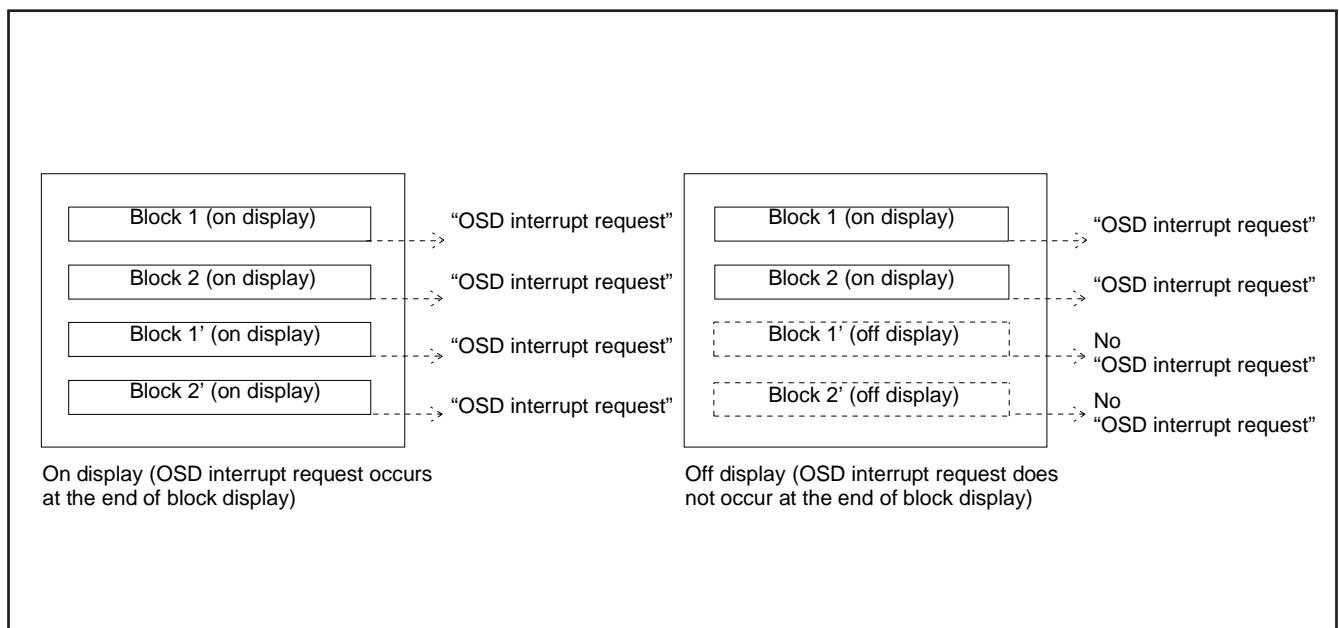 Block 1 (on display)
“OSD interrupt request”
Block 2 (on display)
“OSD interrupt request”
Block 1’ (on display)
“OSD interrupt request”
Block 2’ (on display)
“OSD interrupt request”
On display (OSD interrupt request occurs
at the end of block display)
Block 1 (on display)
“OSD interrupt request”
Block 2 (on display)
“OSD interrupt request”
Block 1’ (off display)
No
“OSD interrupt request”
Block 2’ (off display)
No
“OSD interrupt request”
Off display (OSD interrupt request does
not occur at the end of block display)